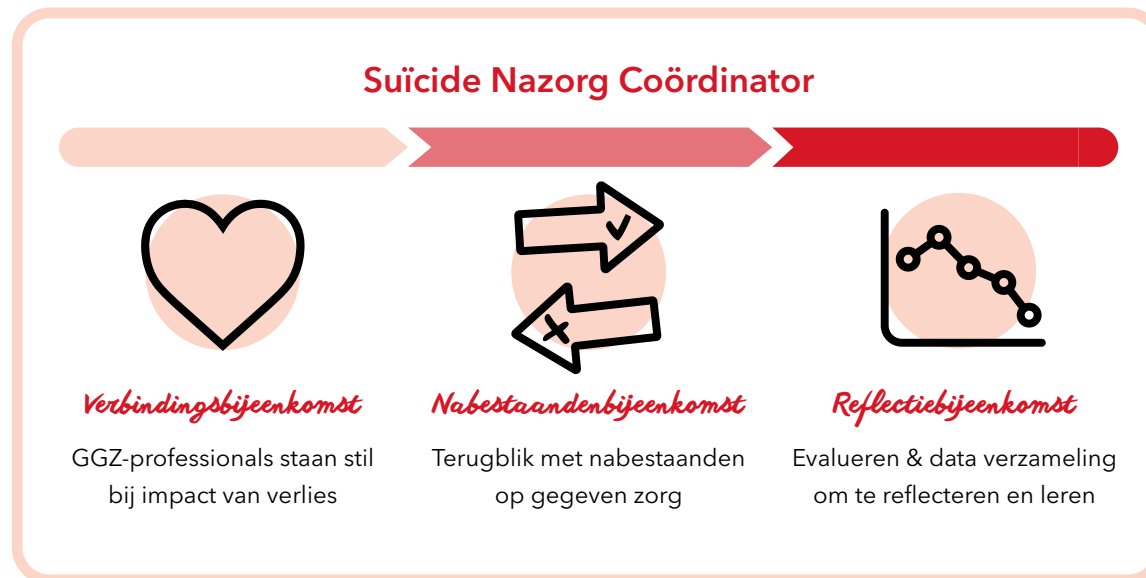 Suïcide Nazorg Coördinator
Verbindingsbijeenkomst
GGZ-professionals staan stil
bij impact van verlies
Nabestaandenbijeenkomst
Terugblik met nabestaanden
op gegeven zorg
Reflectiebijeenkomst
Evalueren & data verzameling
om te reflecteren en leren